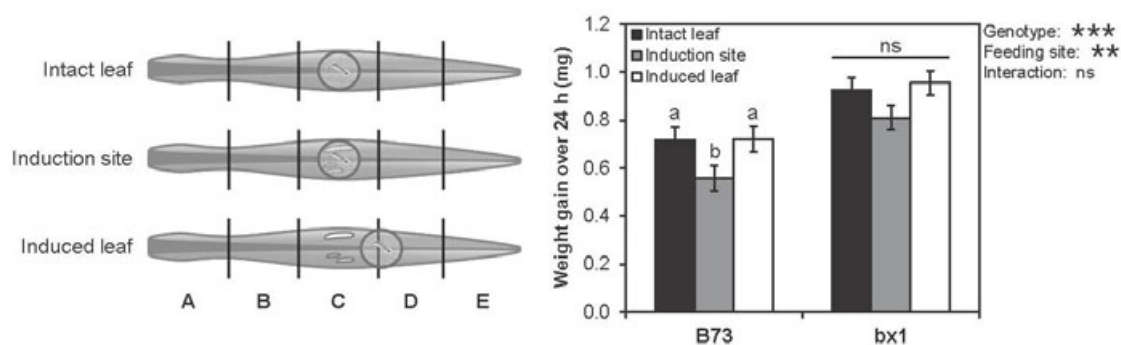 Intact leaf
Induction site
Induced leaf
A B C D E
Weight gain over 24 h (mg)
1.2
1.0
0.8
0.6
0.4
0.2
0.0
Intact leaf
Induction site
Induced leaf
a
b
a
ns
B73 bx1
Genotype: ***
Feeding site: **
Interaction: ns